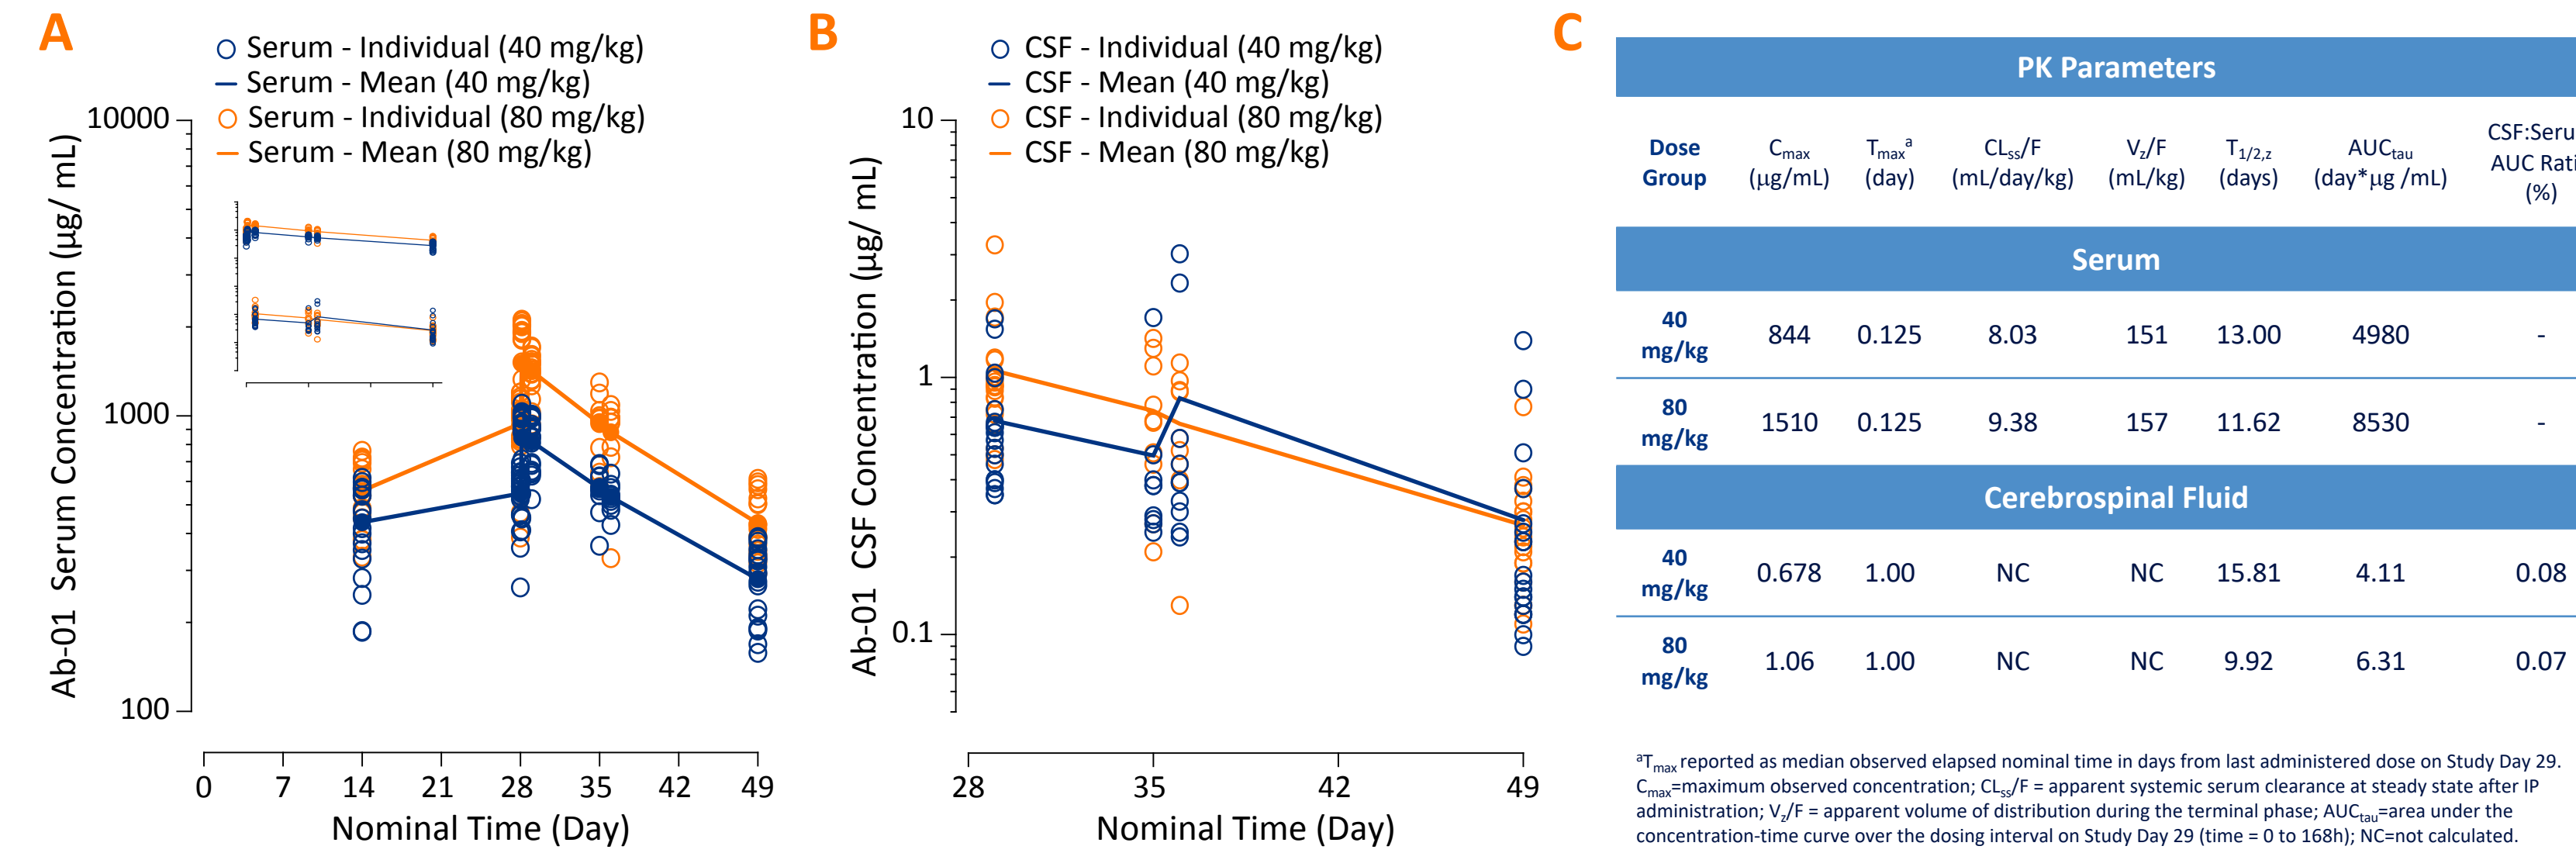 A
Serum - Individual (40 mg/kg)
Serum - Mean (40 mg/kg)
Serum - Individual (80 mg/kg)
Serum - Mean (80 mg/kg)
Ab-01 Serum Concentration (µg/ mL)
10000
1000
100
0 7 14 21 28 35 42 49
Nominal Time (Day)
B
CSF - Individual (40 mg/kg)
CSF - Mean (40 mg/kg)
CSF - Individual (80 mg/kg)
CSF - Mean (80 mg/kg)
Ab-01 CSF Concentration (µg/ mL)
10
1
0.1
28 35 42 49
Nominal Time (Day)
C
PK Parameters
Dose Group Cmax (µg/mL) Tmaxa (day) CLss/F (mL/day/kg) Vz/F (mL/kg) T1/2,z (days) AUCtau (day*µg /mL) AUC (%)
Serum
40 mg/kg 844 0.125 8.03 151 13.00 4980 -
80 mg/kg 1510 0.125 9.38 157 11.62 8530 -
Cerebrospinal Fluid
40 mg/kg 0.678 1.00 NC NC 15.81 4.11 0.08
80 mg/kg 1.06 1.00 NC NC 9.92 6.31 0.07
aTmax reported as median observed elapsed nominal time in days from last administered dose on Study Day 29.
Cmax=maximum observed concentration; CLss/F = apparent systemic serum clearance at steady state after IP
administration; Vz/F = apparent volume of distribution during the terminal phase; AUCtau=area under the
concentration-time curve over the dosing interval on Study Day 29 (time = 0 to 168h); NC=not calculated.